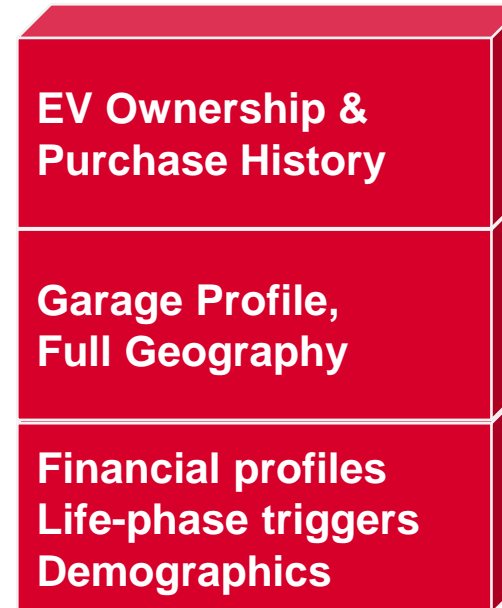 EV Ownership &
Purchase History
Garage Profile,
Full Geography
Financial profiles
Life-phase triggers
Demographics